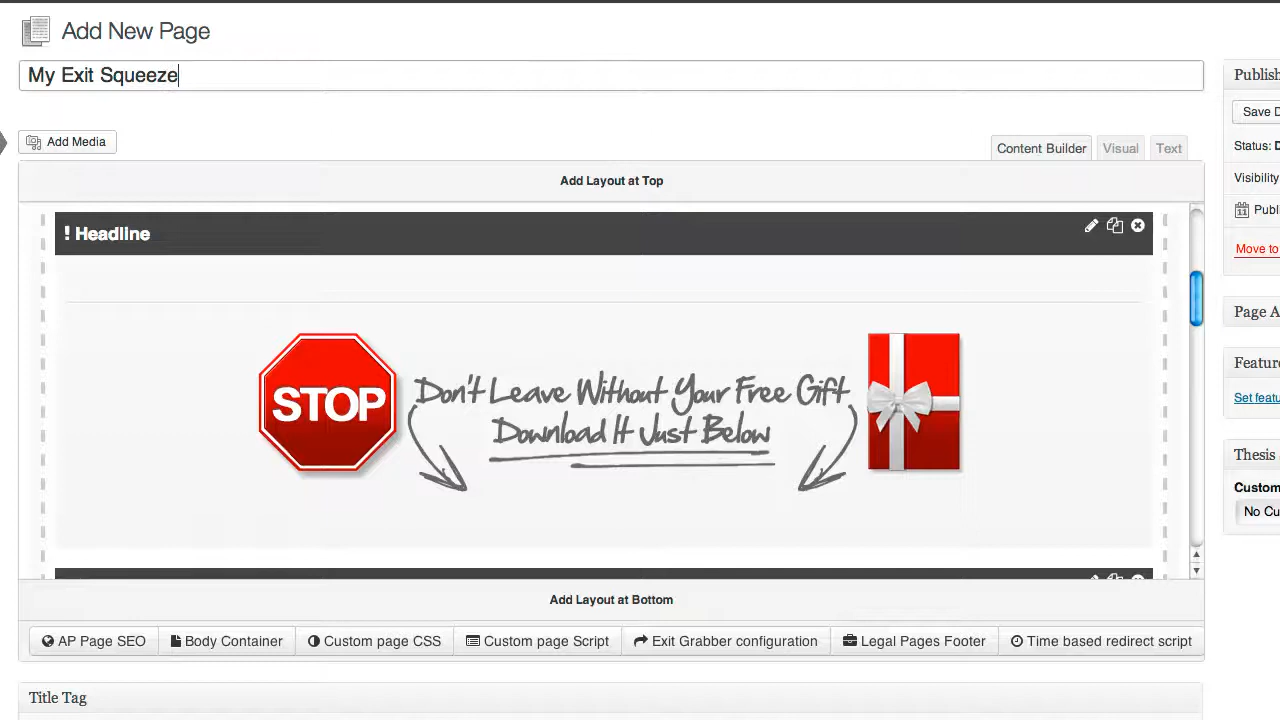 Add New Page
My Exit Squeeze
Add Media
Content Builder
Visual
Text
Add Layout at Top
! Headline
STOP
Don't Leave Without Your Free Gift
Download It Just Below
Add Layout at Bottom
AP Page SEO
Body Container
Custom page CSS
Custom page Script
Exit Grabber configuration
Legal Pages Footer
Time based redirect script
Title Tag
Publish
Save D
Status: D
Visibility
11
Publi
Move to
Page A
Feature
Set featu
Thesis
Custom
No Cu